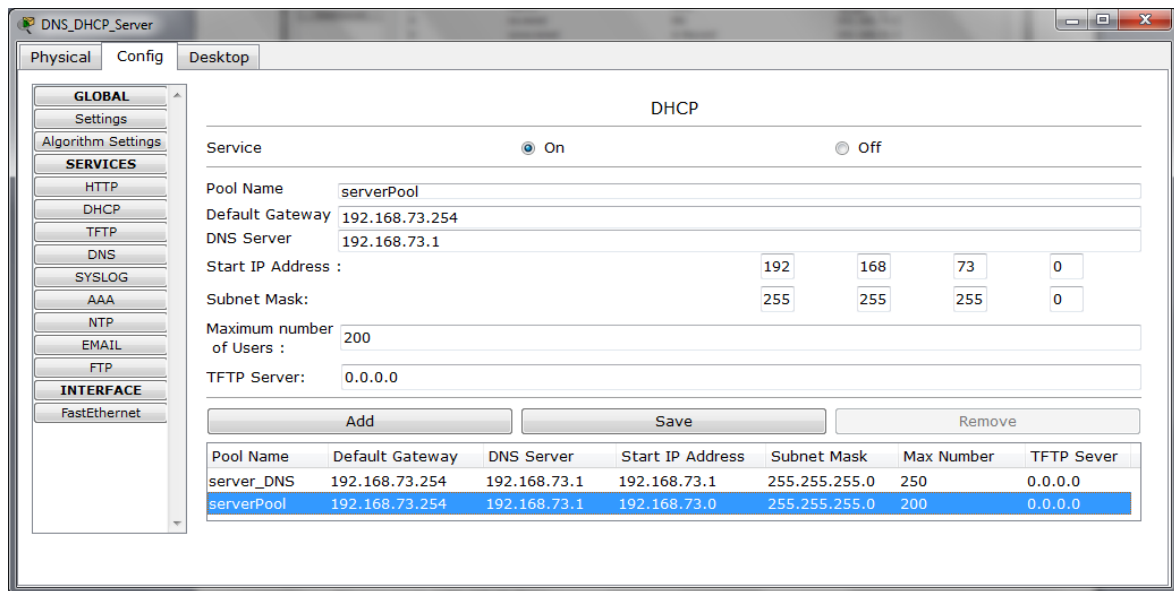 DNS_DHCP_Server
Physical Config Desktop
GLOBAL
Settings
Algorithm Settings
SERVICES
HTTP
DHCP
TFTP
DNS
SYSLOG
AAA
NTP
EMAIL
FTP
INTERFACE
FastEthernet
DHCP
Service On Off
Pool Name serverPool
Default Gateway 192.168.73.254
DNS Server 192.168.73.1
Start IP Address : 192 168 73 0
Subnet Mask: 255 255 255 0
Maximum number
of Users : 200
TFTP Server: 0.0.0.0
Add Save Remove
Pool Name Default Gateway DNS Server Start IP Address Subnet Mask Max Number TFTP Sever
server_DNS 192.168.73.254 192.168.73.1 192.168.73.1 255.255.255.0 250 0.0.0.0
serverPool 192.168.73.254 192.168.73.1 192.168.73.0 255.255.255.0 200 0.0.0.0